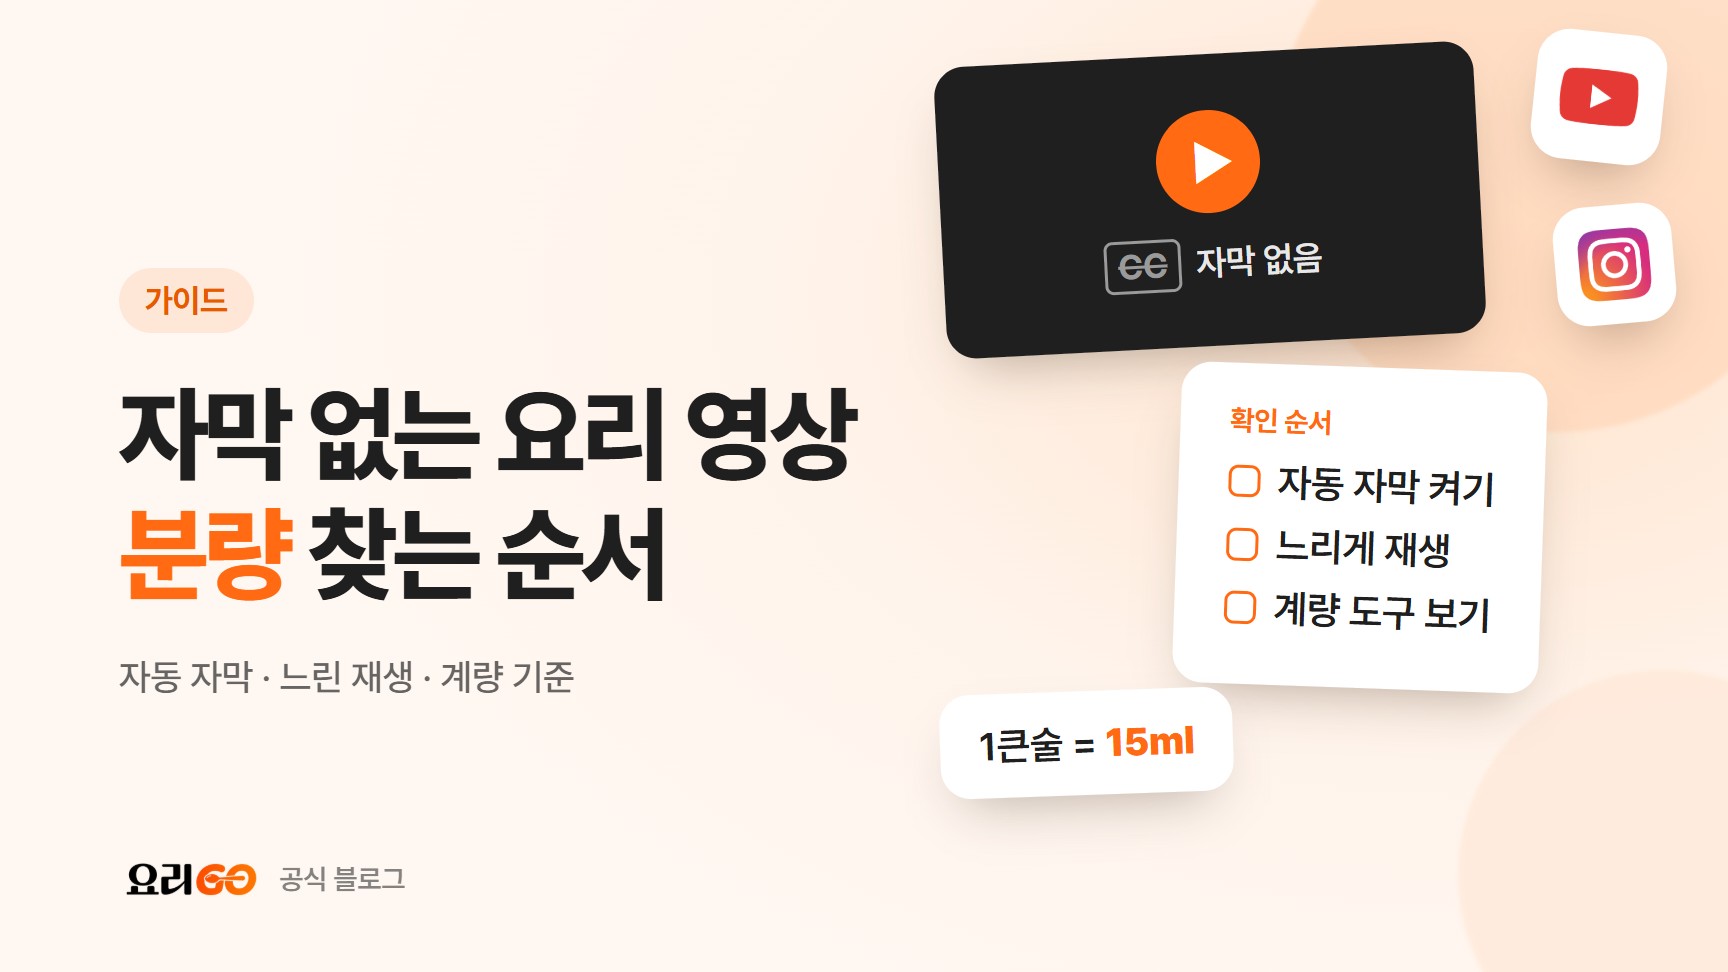 가이드
자막 없는 요리 영상
분량 찾는 순서
자동 자막 · 느린 재생 · 계량 기준
요리GO 공식 블로그
CC 자막 없음
확인 순서
자동 자막 켜기
느리게 재생
계량 도구 보기
1큰술 = 15ml